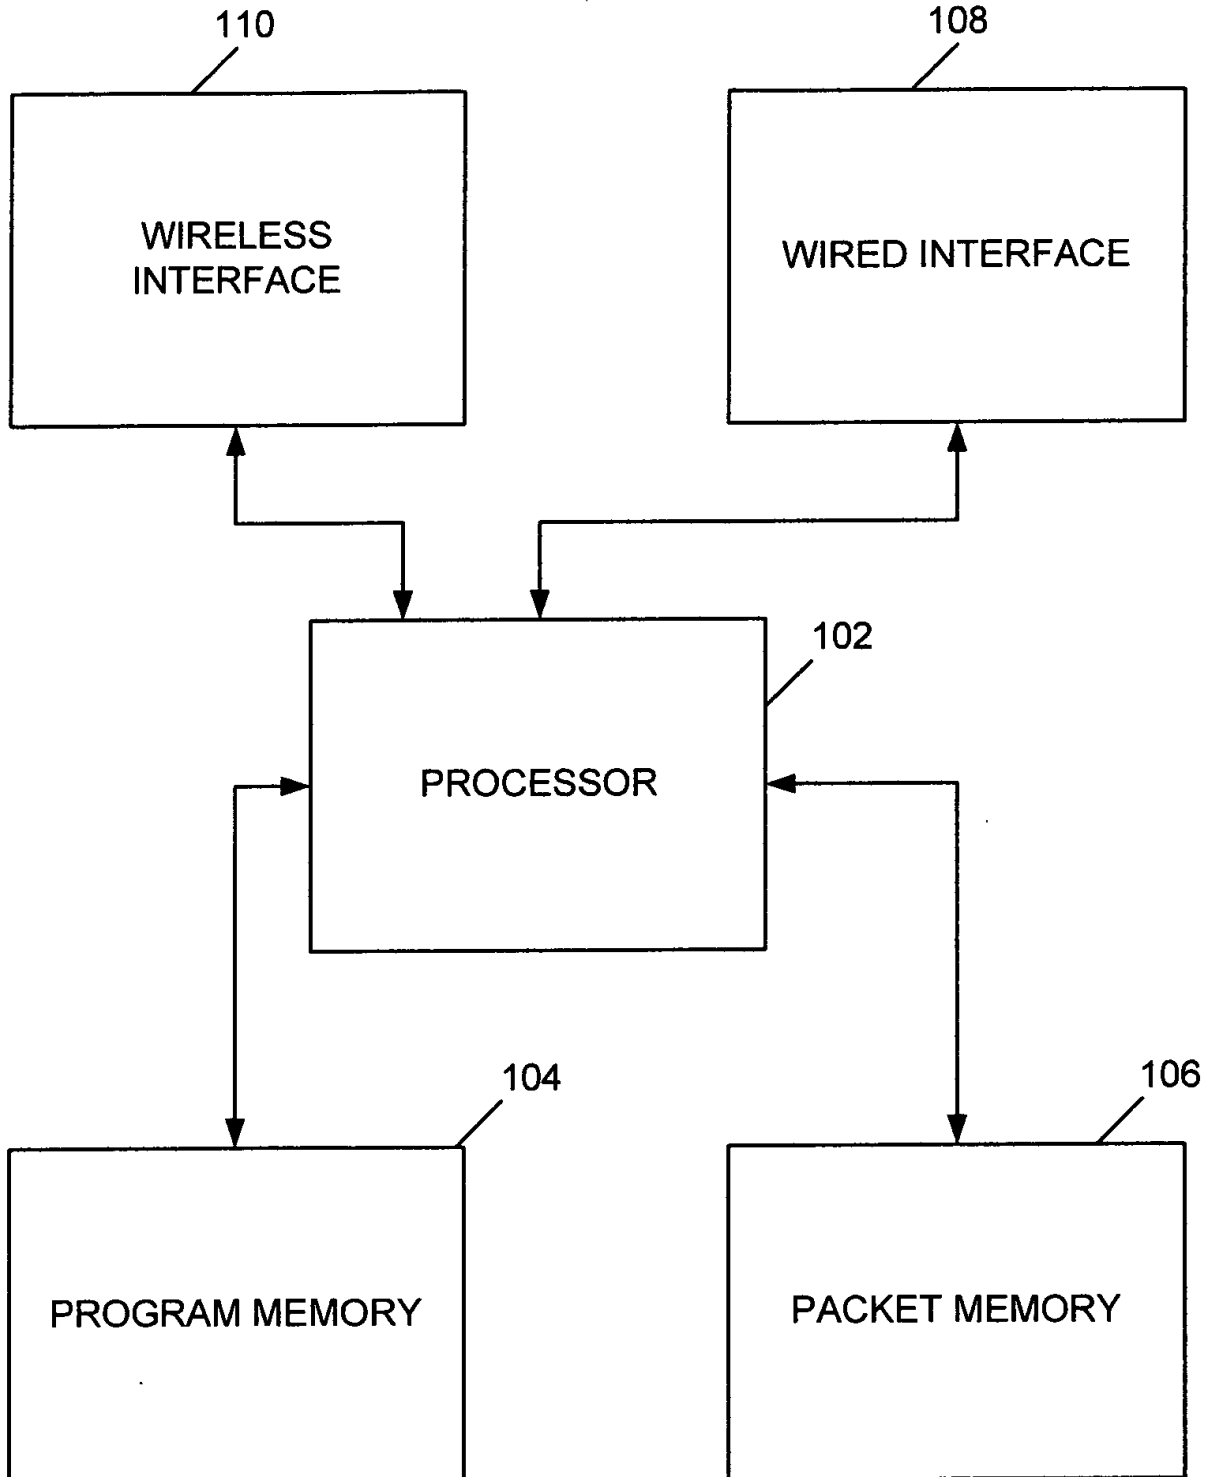 110
108
WIRELESS
INTERFACE
WIRED INTERFACE
102
PROCESSOR
104
106
PROGRAM MEMORY
PACKET MEMORY